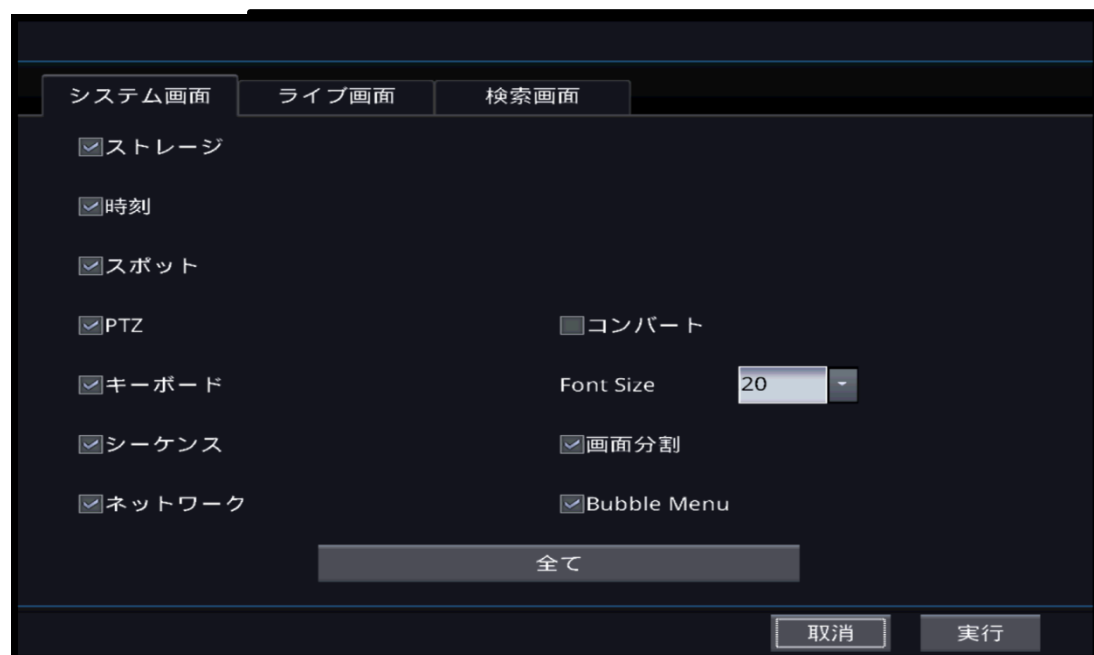 システム画面 ライブ画面 検索画面
ストレージ
時刻
スポット
PTZ コンバート
キーボード Font Size 20
シーケンス 画面分割
ネットワーク Bubble Menu
全て
取消 実行